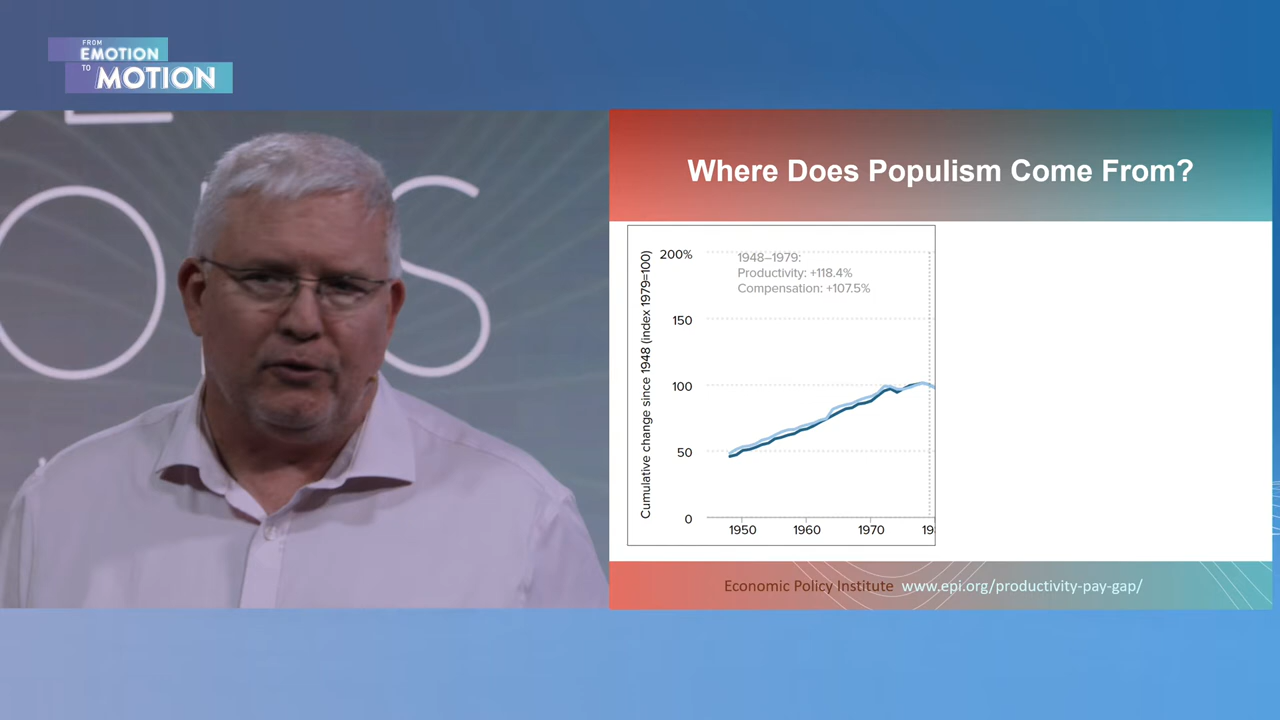 FROM
EMOTION
TO
MOTION
Where Does Populism Come From?
Cumulative change since 1948 (index 1979=100)
200%
150
100
50
0
1948–1979:
Productivity: +118.4%
Compensation: +107.5%
1950 1960 1970 19
Economic Policy Institute www.epi.org/productivity-pay-gap/